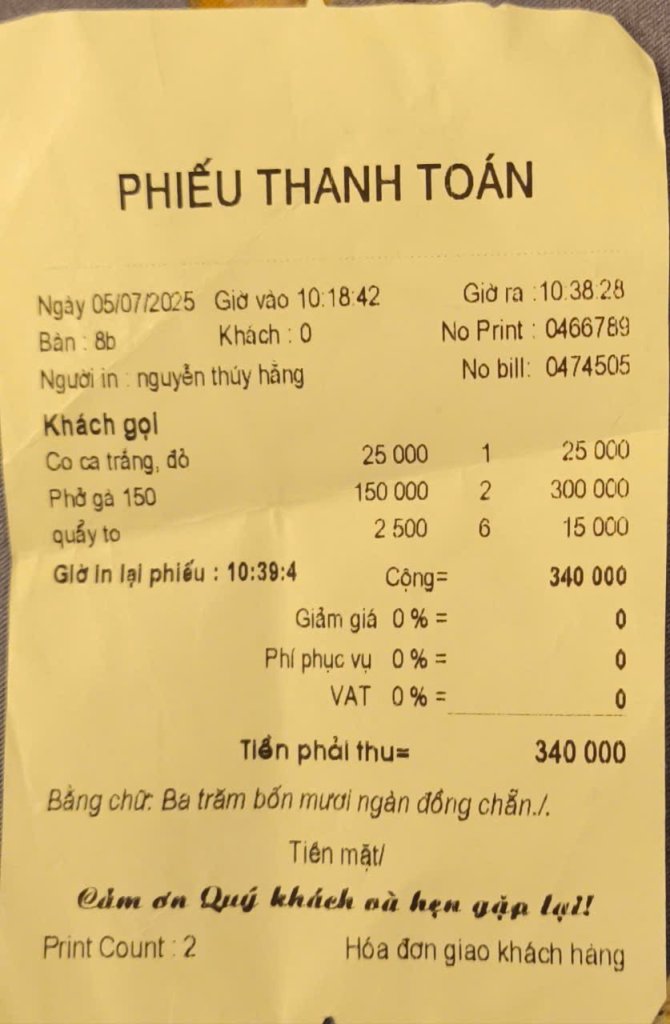 PHIẾU THANH TOÁN
Ngày 05/07/2025 Giờ vào 10:18:42 Giờ ra :10:38:28
Bàn : 8b Khách : 0 No Print : 0466789
Người in : nguyễn thúy hằng No bill: 0474505
Khách gọi
Co ca trắng, đỏ 25 000 1 25 000
Phở gà 150 150 000 2 300 000
quẩy to 2 500 6 15 000
Giờ in lại phiếu : 10:39:4 Cộng= 340 000
Giảm giá 0 % = 0
Phí phục vụ 0 % = 0
VAT 0 % = 0
Tiền phải thu= 340 000
Bằng chữ: Ba trăm bốn mươi ngàn đồng chẵn./.
Tiền mặt/
Cảm ơn Quý khách và hẹn gặp lại!
Print Count : 2 Hóa đơn giao khách hàng